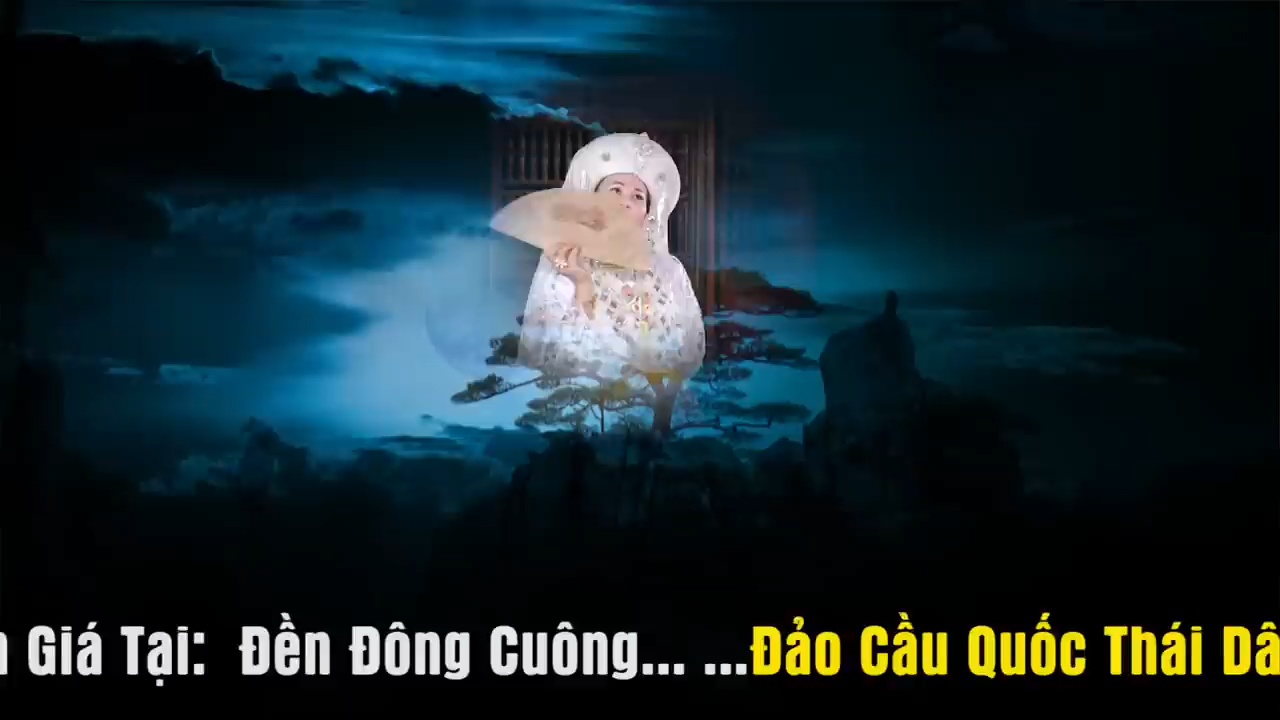 Giá Tại: Đền Đông Cuông... ...Đảo Cầu Quốc Thái